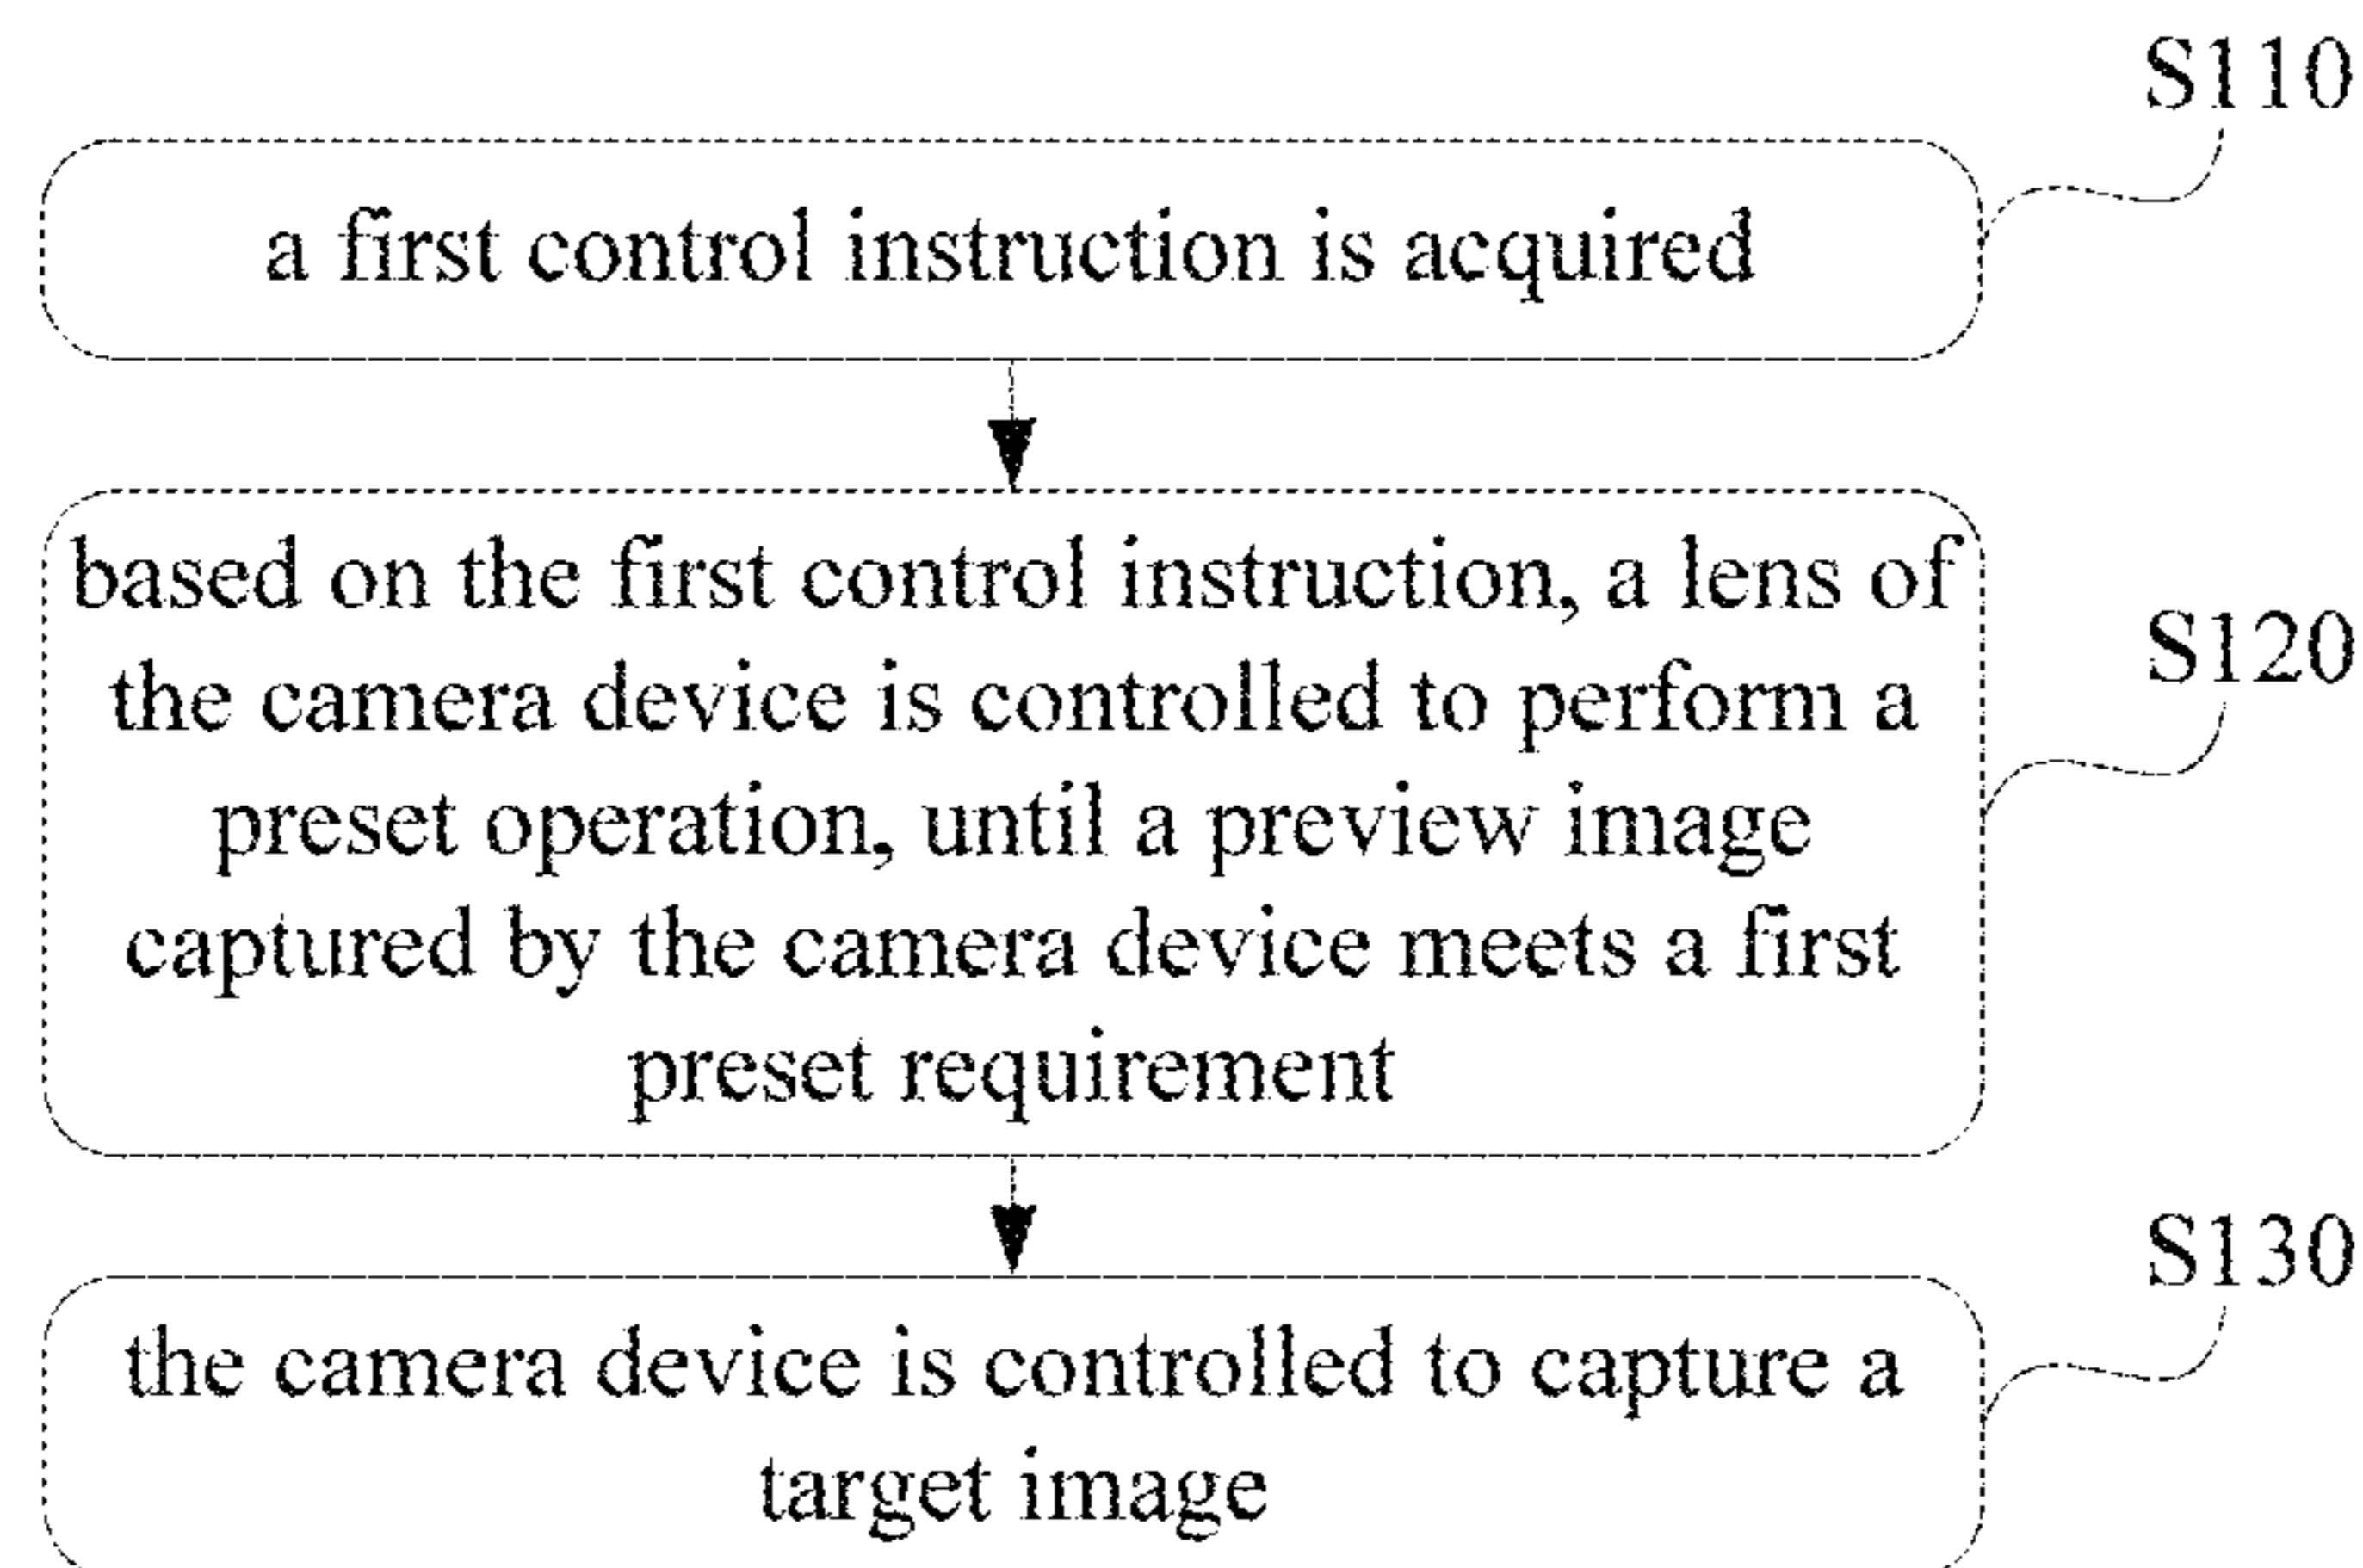 S110
a first control instruction is acquired
based on the first control instruction, a lens of
the camera device is controlled to perform a
S120
preset operation, until a preview image
captured by the camera device meets a first
preset requirement
S130
the camera device is controlled to capture a
target image